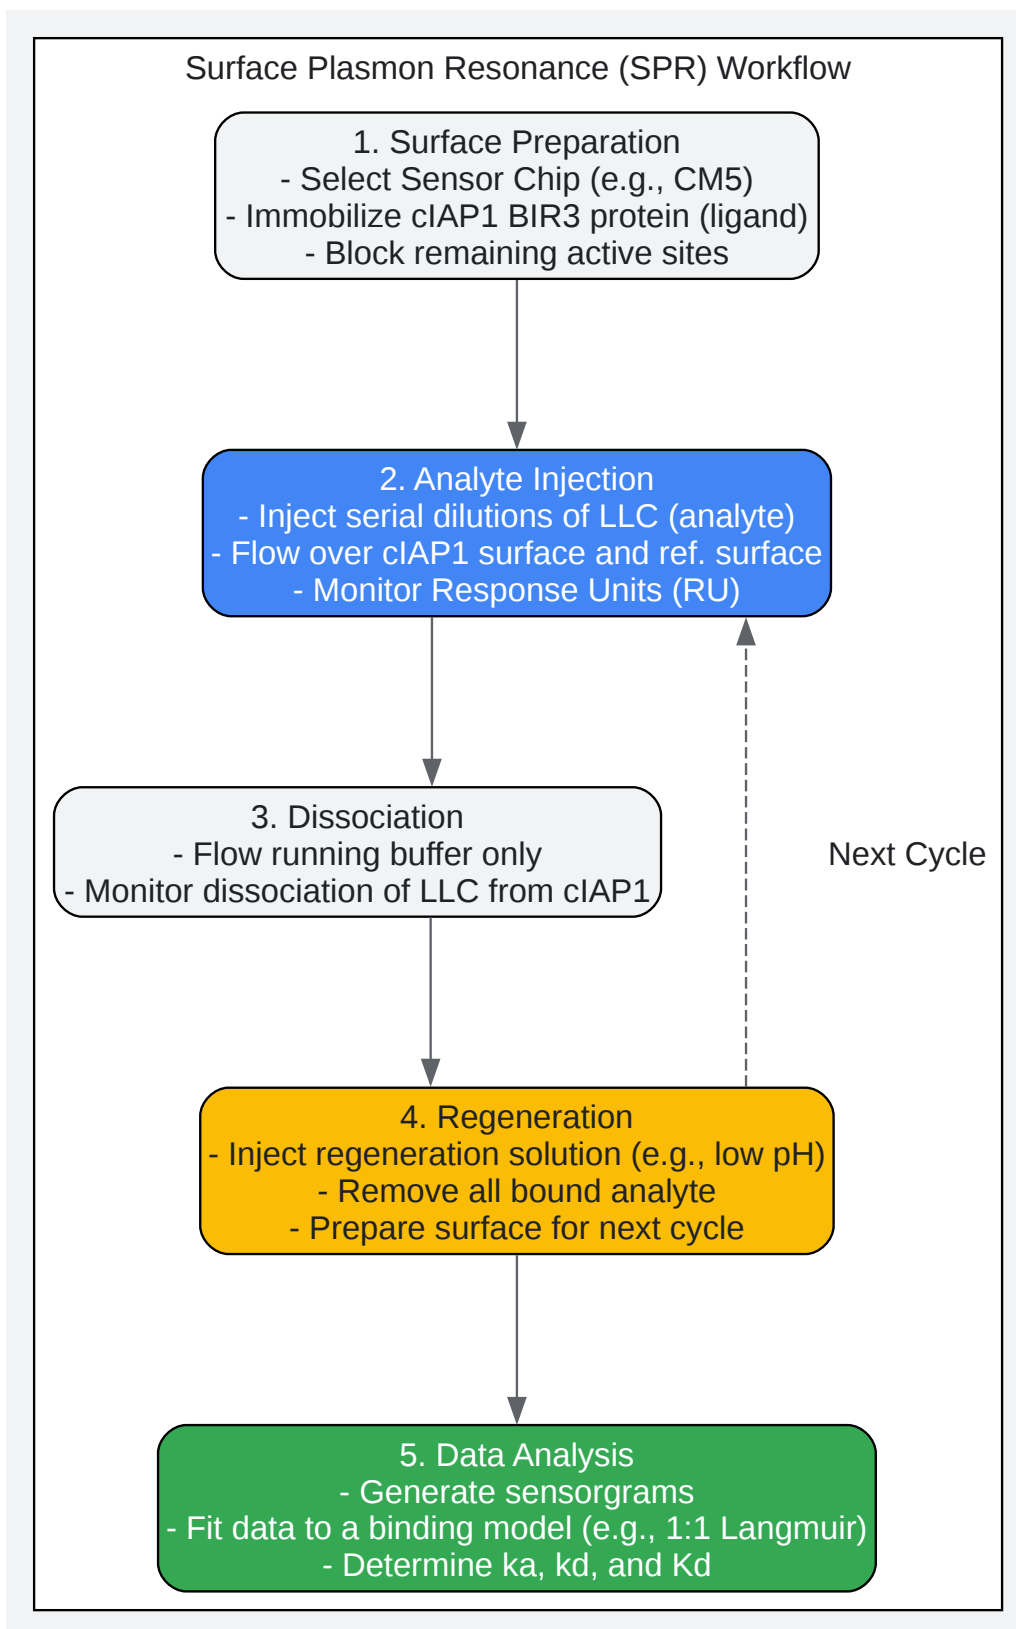 Surface Plasmon Resonance (SPR) Workflow
1. Surface Preparation
- Select Sensor Chip (e.g., CM5)
- Immobilize cIAP1 BIR3 protein (ligand)
- Block remaining active sites
2. Analyte Injection
- Inject serial dilutions of LLC (analyte)
- Flow over cIAP1 surface and ref. surface
- Monitor Response Units (RU)
3. Dissociation
- Flow running buffer only
- Monitor dissociation of LLC from cIAP1
Next Cycle
4. Regeneration
- Inject regeneration solution (e.g., low pH)
- Remove all bound analyte
- Prepare surface for next cycle
5. Data Analysis
- Generate sensorgrams
- Fit data to a binding model (e.g., 1:1 Langmuir)
- Determine ka, kd, and Kd